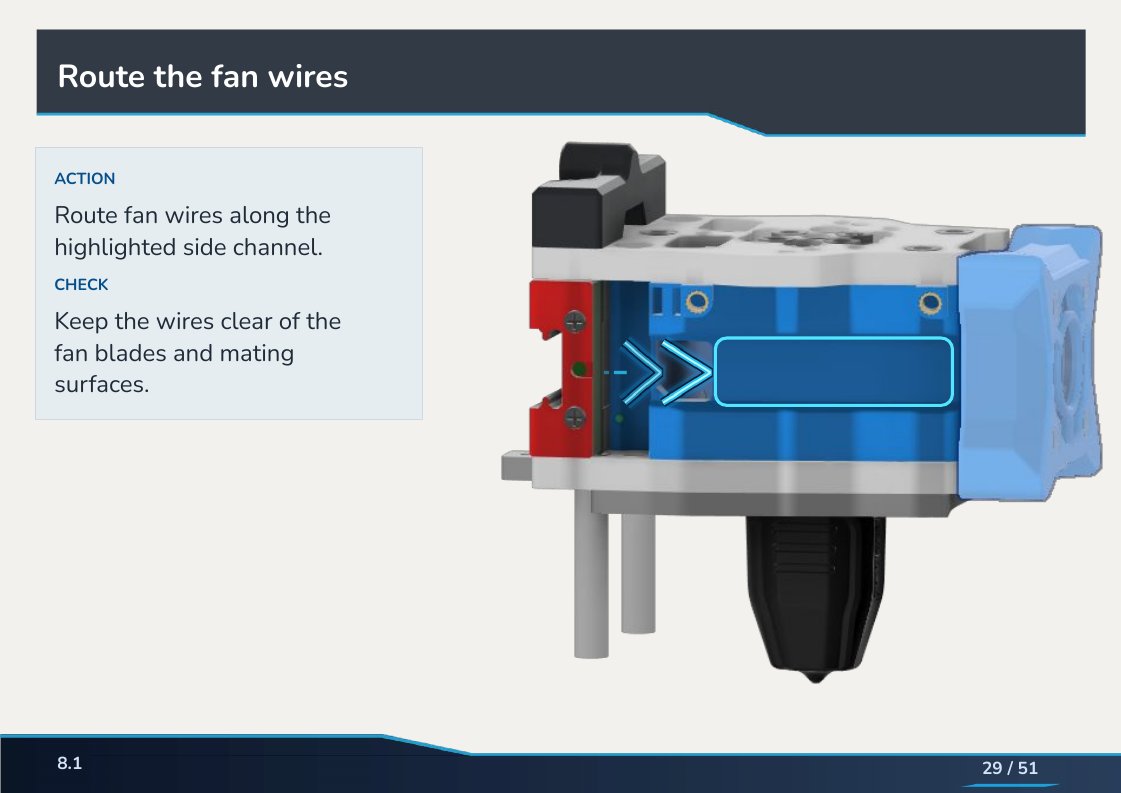 Route the fan wires
ACTION
Route fan wires along the
highlighted side channel.
CHECK
Keep the wires clear of the
fan blades and mating
surfaces.
8.1
29 / 51